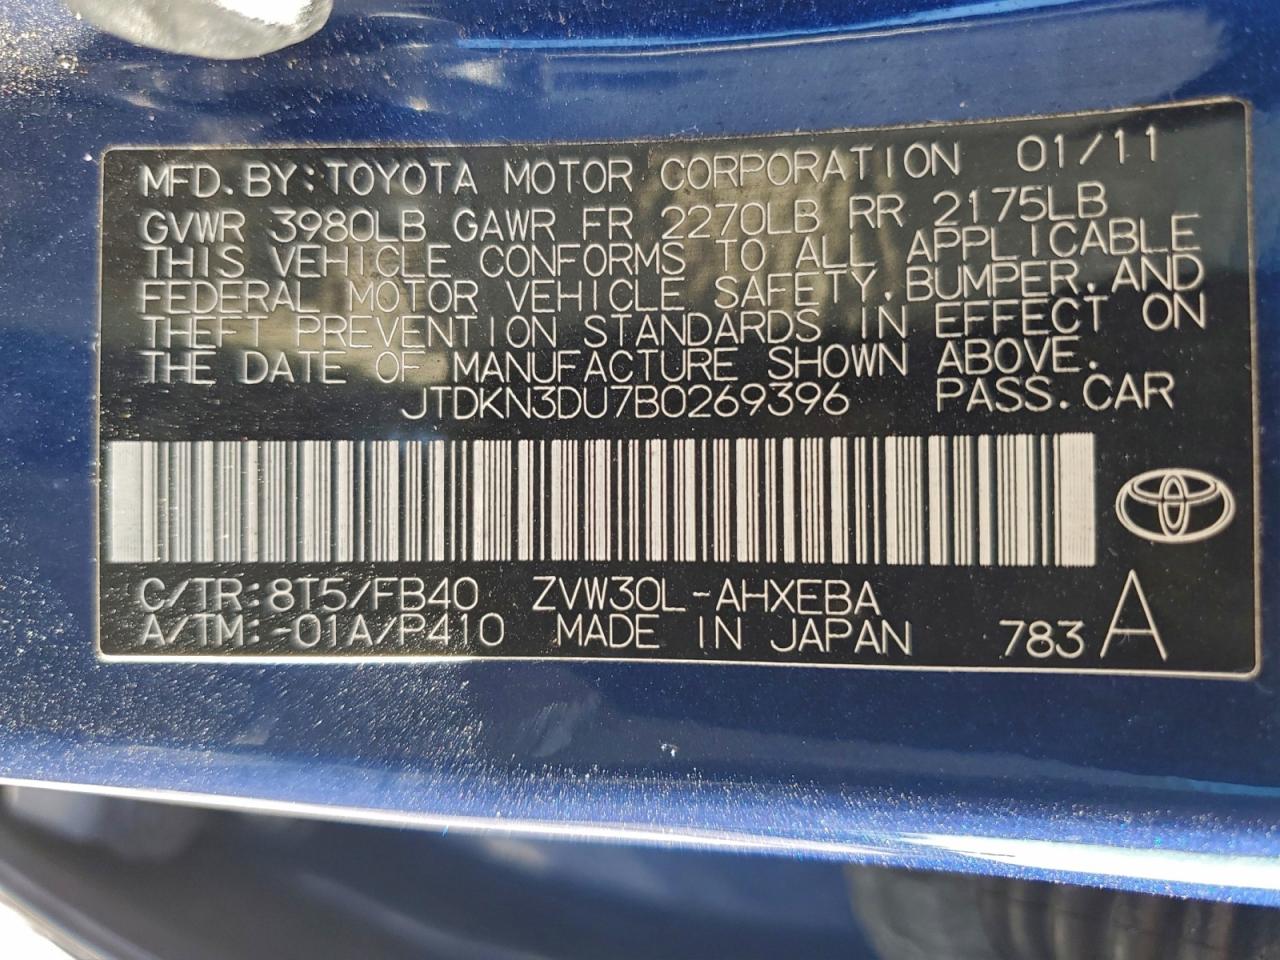 MFD. BY: TOYOTA MOTOR CORPORATION 01/11
GVWR 3980LB GAWR FR 2270LB RR 2175LB
THIS VEHICLE CONFORMS TO ALL APPLICABLE
FEDERAL MOTOR VEHICLE SAFETY, BUMPER, AND
THEFT PREVENTION STANDARDS IN EFFECT ON
THE DATE OF MANUFACTURE SHOWN ABOVE.
JTDKN3DU7B0269396 PASS. CAR
C/TR: 8T5/FB40 ZVW30L-AHXEBA
A/TM: -01A/P410 MADE IN JAPAN 783 A